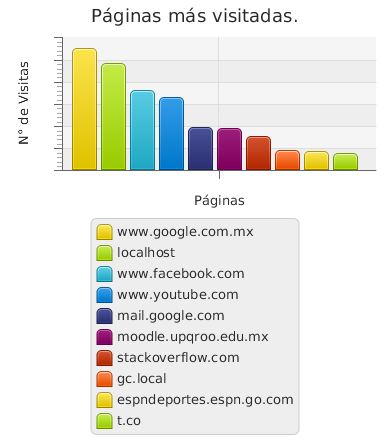 Páginas más visitadas.
N° de Visitas
Páginas
www.google.com.mx
localhost
www.facebook.com
www.youtube.com
mail.google.com
moodle.upqroo.edu.mx
stackoverflow.com
gc.local
espndeportes.espn.go.com
t.co